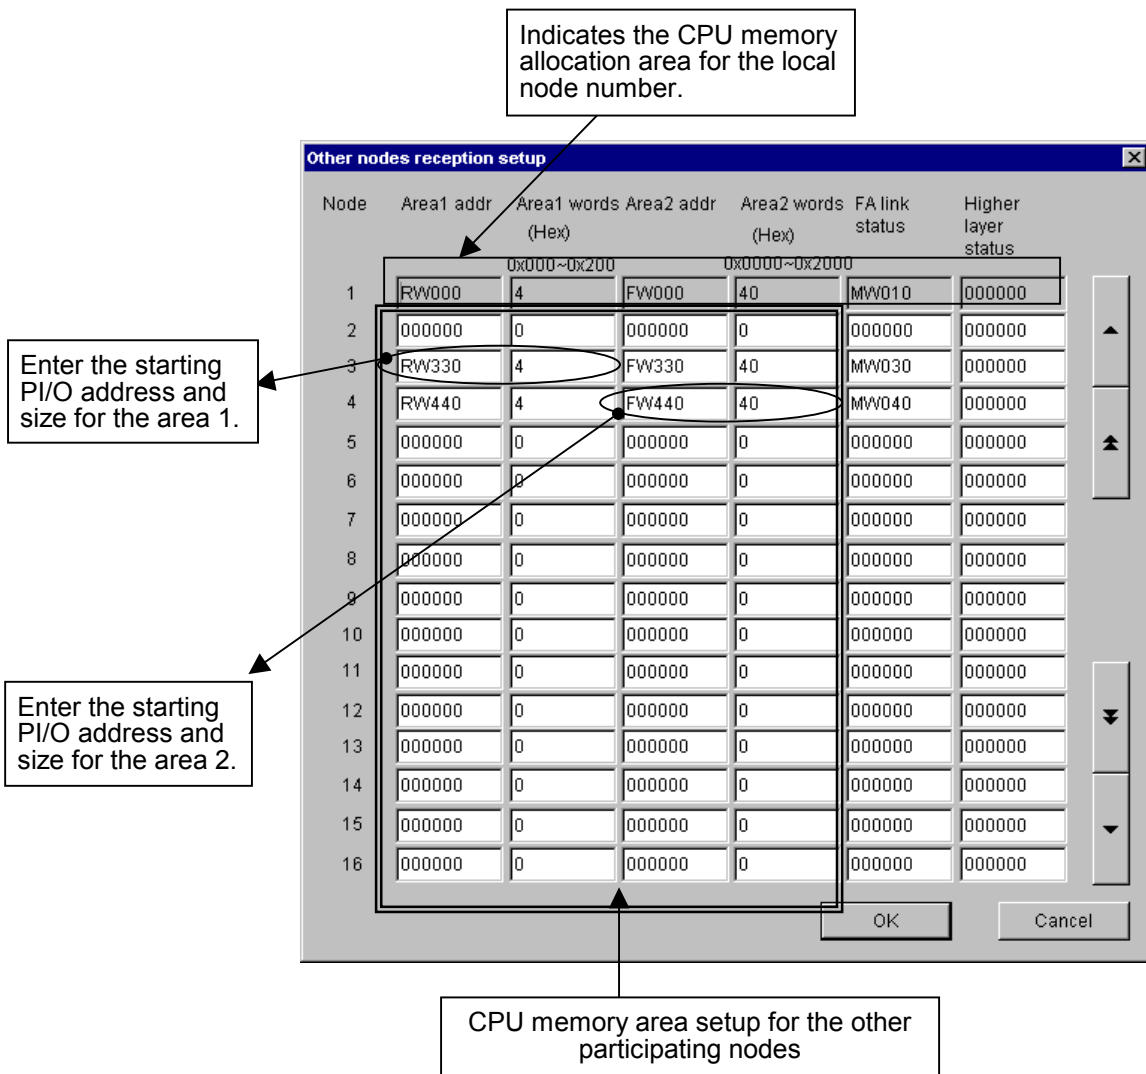 Indicates the CPU memory
allocation area for the local
node number.
Other nodes reception setup
Node Area1 addr Area1 words Area2 addr Area2 words FA link Higher
(Hex) (Hex) status layer
status
0x000~0x200 0x0000~0x2000
1 RW000 4 FW000 40 MW010 000000
2 000000 0 000000 0 000000 000000
3 RW330 4 FW330 40 MW030 000000
4 RW440 4 FW440 40 MW040 000000
5 000000 0 000000 0 000000 000000
6 000000 0 000000 0 000000 000000
7 000000 0 000000 0 000000 000000
8 000000 0 000000 0 000000 000000
9 000000 0 000000 0 000000 000000
10 000000 0 000000 0 000000 000000
11 000000 0 000000 0 000000 000000
12 000000 0 000000 0 000000 000000
13 000000 0 000000 0 000000 000000
14 000000 0 000000 0 000000 000000
15 000000 0 000000 0 000000 000000
16 000000 0 000000 0 000000 000000
OK Cancel
Enter the starting
PI/O address and
size for the area 1.
Enter the starting
PI/O address and
size for the area 2.
CPU memory area setup for the other
participating nodes